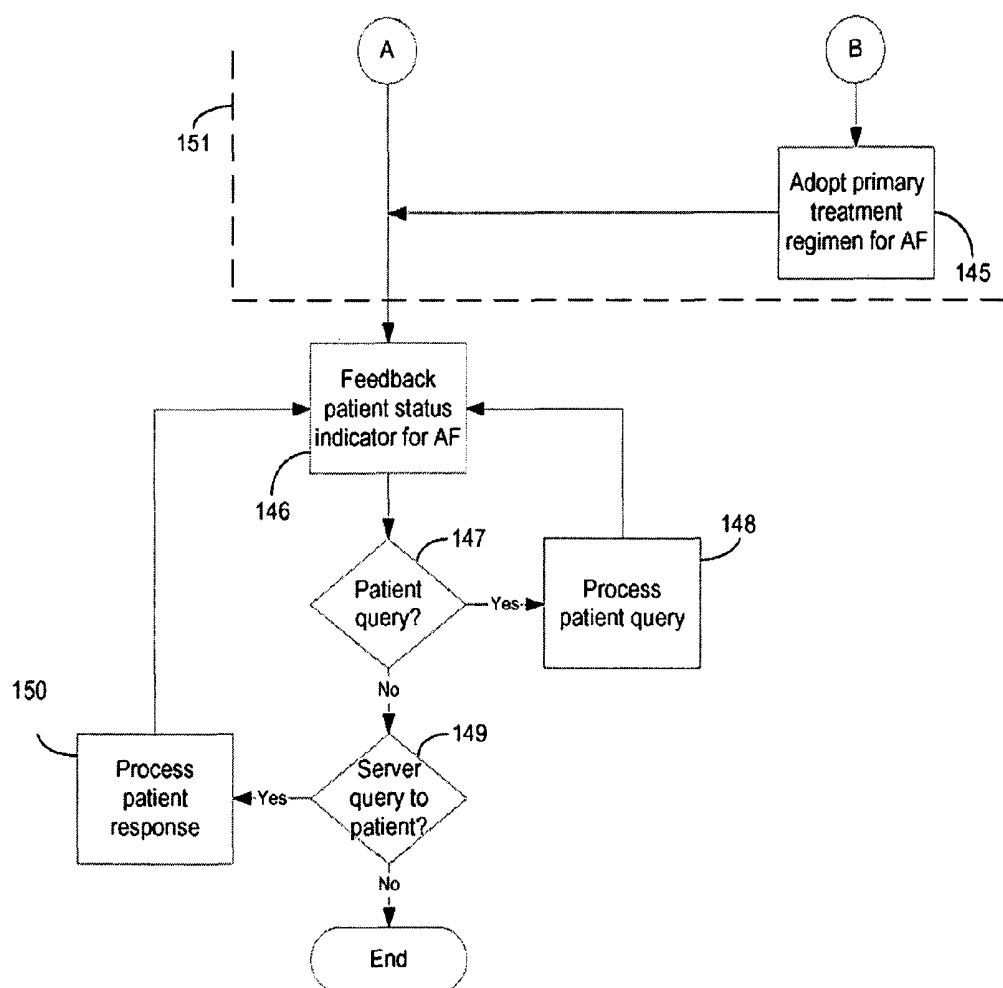 A
B
151
Adopt primary
treatment
regimen for AF
145
Feedback
patient status
indicator for AF
146
147
148
Patient
query?
Yes
Process
patient query
No
150
149
Process
patient
response
Yes
Server
query to
patient?
No
End